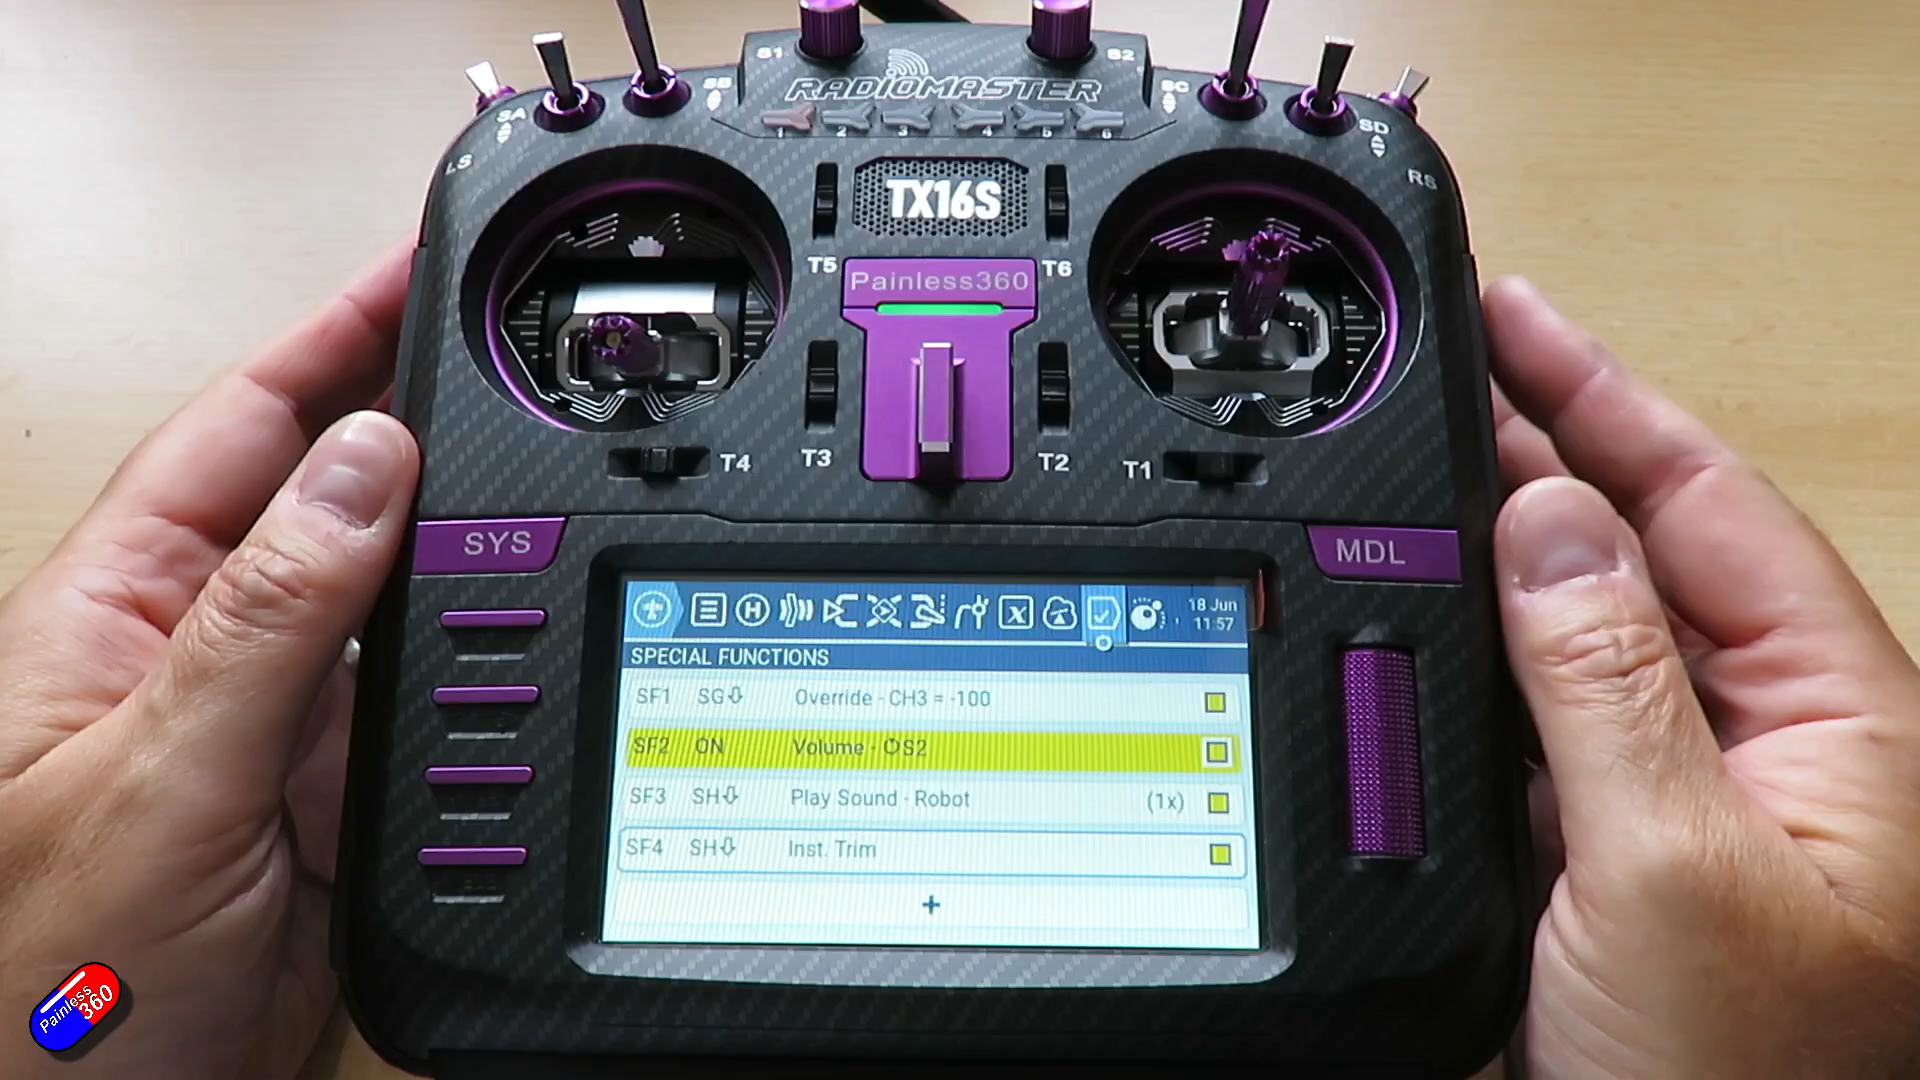 S1
S2
SB
SC
RADIOMASTER
SA
SD
1 2 3 4 5 6
LS
RS
TX16S
T5
T6
Painless360
T4
T3
T2
T1
SYS
MDL
18 Jun
11:57
SPECIAL FUNCTIONS
SF1 SG Override - CH3 = -100
SF2 ON Volume - S2
SF3 SH Play Sound - Robot (1x)
SF4 SH Inst. Trim
+
Painless
360